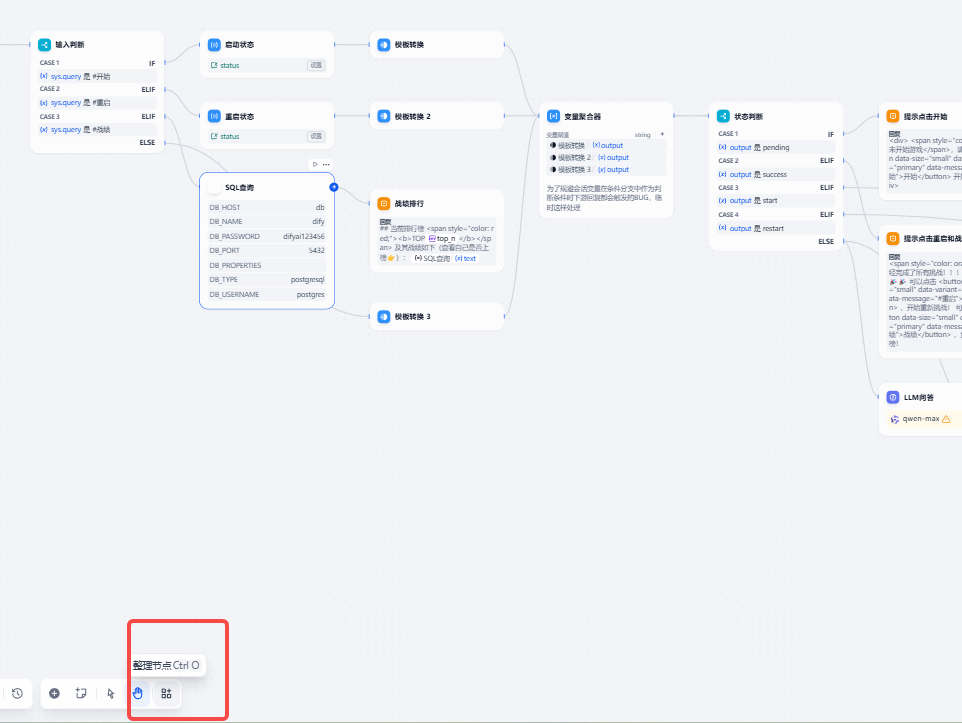 输入判断
CASE 1 IF
{x} sys.query 是 #开始
CASE 2 ELIF
{x} sys.query 是 #重启
CASE 3 ELIF
{x} sys.query 是 #战绩
ELSE
启动状态
status 设置
重启状态
status 设置
SQL查询
DB_HOST db
DB_NAME dify
DB_PASSWORD difyai123456
DB_PORT 5432
DB_PROPERTIES
DB_TYPE postgresql
DB_USERNAME postgres
模板转换
模板转换 2
战绩排行
回复
## 当前排行榜 <span style="color: r
ed;"><b>TOP top_n </b></sp
an> 及其战绩如下（查看自己是否上
榜👉）： {x} SQL查询 {x} text
模板转换 3
变量聚合器
变量赋值 string +
模板转换 {x} output
模板转换 2 {x} output
模板转换 3 {x} output
为了规避会话变量在条件分支中作为判
断条件时下游回复都会触发的BUG，临
时这样处理
状态判断
CASE 1 IF
{x} output 是 pending
CASE 2 ELIF
{x} output 是 success
CASE 3 ELIF
{x} output 是 start
CASE 4 ELIF
{x} output 是 restart
ELSE
提示点击开始
回复
<div> <span style="co
未开始游戏</span>，请
n data-size="small" da
="primary" data-mess
始">开始</button> 开
iv>
提示点击重启和战
回复
<span style="color: ora
经完成了所有挑战！！！
🎉 🎉 可以点击 <button
="small" data-variant=
ata-message="#重启">
n> ，开始重新挑战！ 可
ton data-size="small" d
="primary" data-messa
绩">战绩</button> ，
榜！
LLM问答
qwen-max
整理节点 Ctrl O